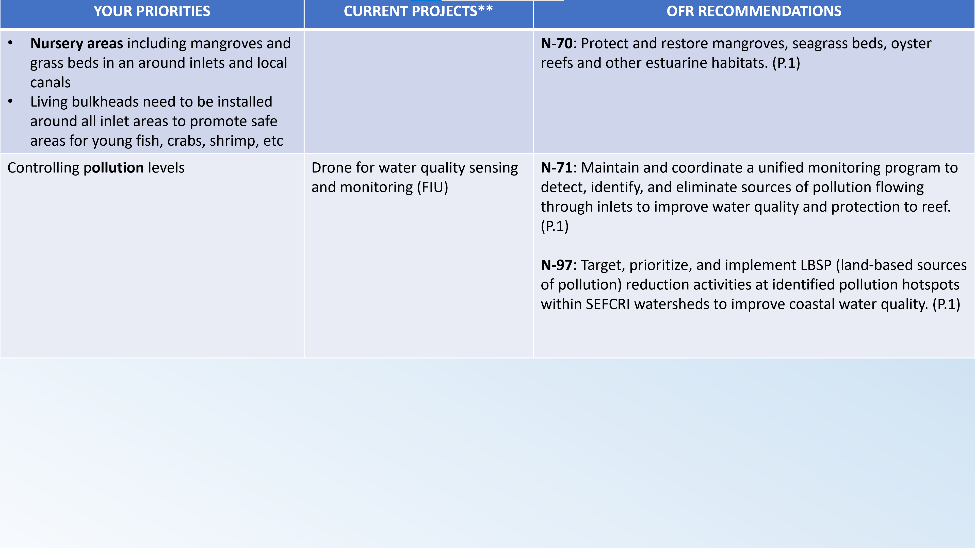 YOUR PRIORITIES
CURRENT PROJECTS**
OFR RECOMMENDATIONS
• Nursery areas including mangroves and
grass beds in an around inlets and local
canals
• Living bulkheads need to be installed
around all inlet areas to promote safe
areas for young fish, crabs, shrimp, etc
N-70: Protect and restore mangroves, seagrass beds, oyster
reefs and other estuarine habitats. (P.1)
Controlling pollution levels
Drone for water quality sensing
and monitoring (FIU)
N-71: Maintain and coordinate a unified monitoring program to
detect, identify, and eliminate sources of pollution flowing
through inlets to improve water quality and protection to reef.
(P.1)
N-97: Target, prioritize, and implement LBSP (land-based sources
of pollution) reduction activities at identified pollution hotspots
within SEFCRI watersheds to improve coastal water quality. (P.1)